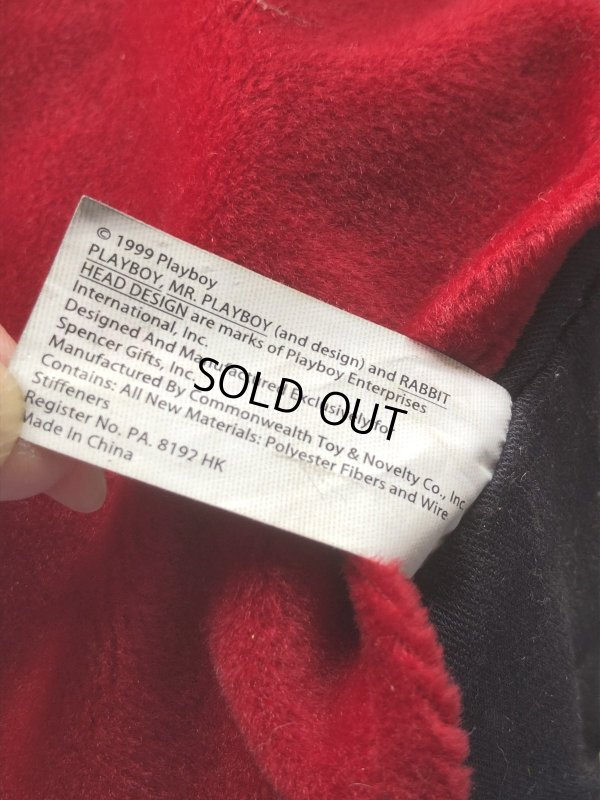 © 1999 Playboy
PLAYBOY, MR. PLAYBOY (and design) and RABBIT
HEAD DESIGN are marks of Playboy Enterprises
International, Inc.
Designed And Manufactured Exclusively for
Spencer Gifts, Inc.
Manufactured By Commonwealth Toy & Novelty Co., Inc
Contains: All New Materials: Polyester Fibers and Wire
Stiffeners
Register No. PA. 8192 HK
Made In China
SOLD OUT